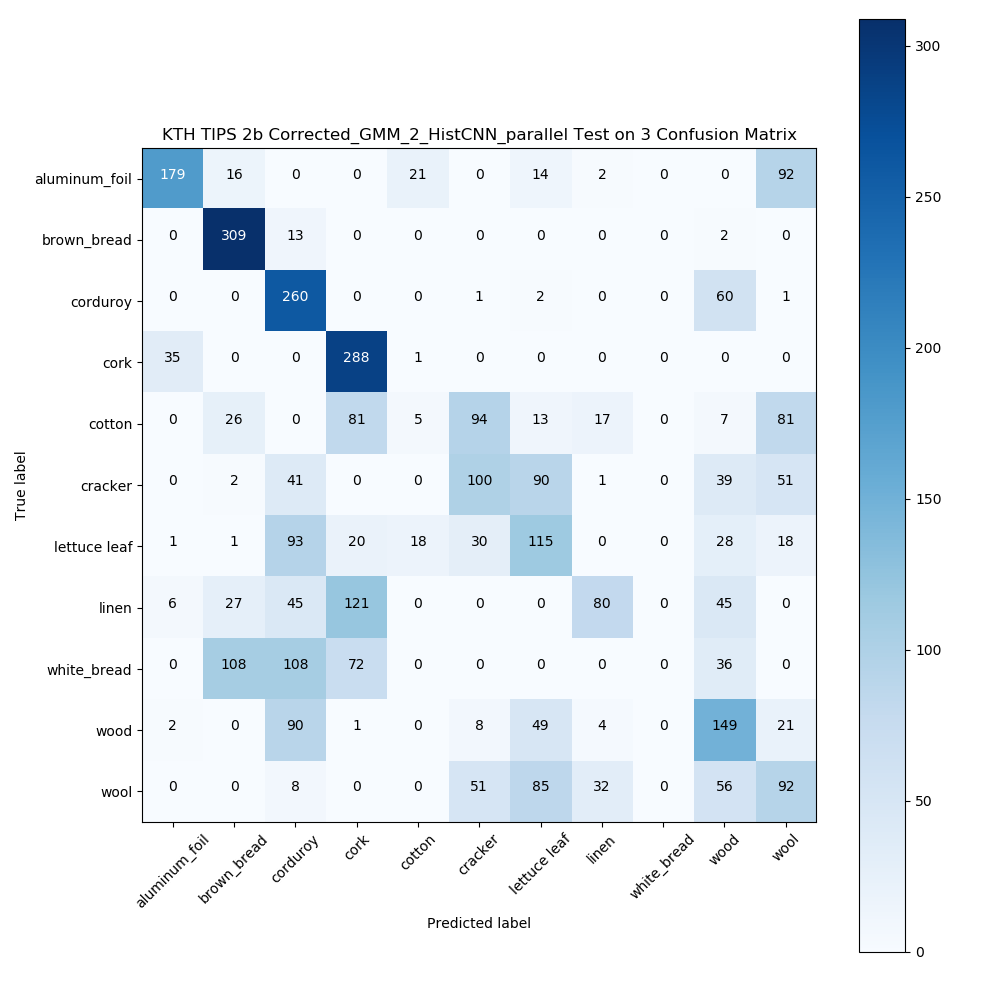 KTH TIPS 2b Corrected_GMM_2_HistCNN_parallel Test on 3 Confusion Matrix
aluminum_foil 179 16 0 0 21 0 14 2 0 0 92
brown_bread 0 309 13 0 0 0 0 0 0 2 0
corduroy 0 0 260 0 0 1 2 0 0 60 1
cork 35 0 0 288 1 0 0 0 0 0 0
cotton 0 26 0 81 5 94 13 17 0 7 81
cracker 0 2 41 0 0 100 90 1 0 39 51
lettuce leaf 1 1 93 20 18 30 115 0 0 28 18
linen 6 27 45 121 0 0 0 80 0 45 0
white_bread 0 108 108 72 0 0 0 0 0 36 0
wood 2 0 90 1 0 8 49 4 0 149 21
wool 0 0 8 0 0 51 85 32 0 56 92
aluminum_foil brown_bread corduroy cork cotton cracker lettuce leaf linen white_bread wood wool
Predicted label
True label
300
250
200
150
100
50
0